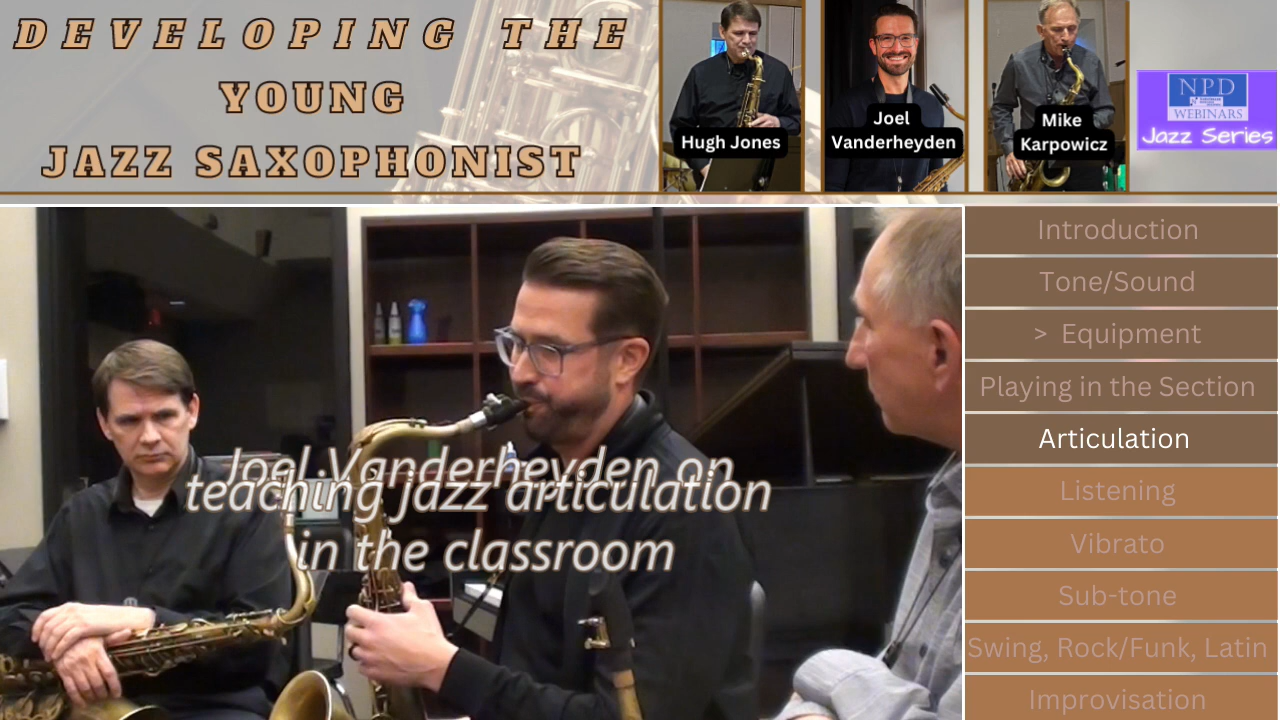 DEVELOPING THE
YOUNG
JAZZ SAXOPHONIST
Hugh Jones
Joel
Vanderheyden
Mike
Karpowicz
NPD
WEBINARS
Jazz Series
Joel Vanderheyden on
teaching jazz articulation
in the classroom
Introduction
Tone/Sound
> Equipment
Playing in the Section
Articulation
Listening
Vibrato
Sub-tone
Swing, Rock/Funk, Latin
Improvisation